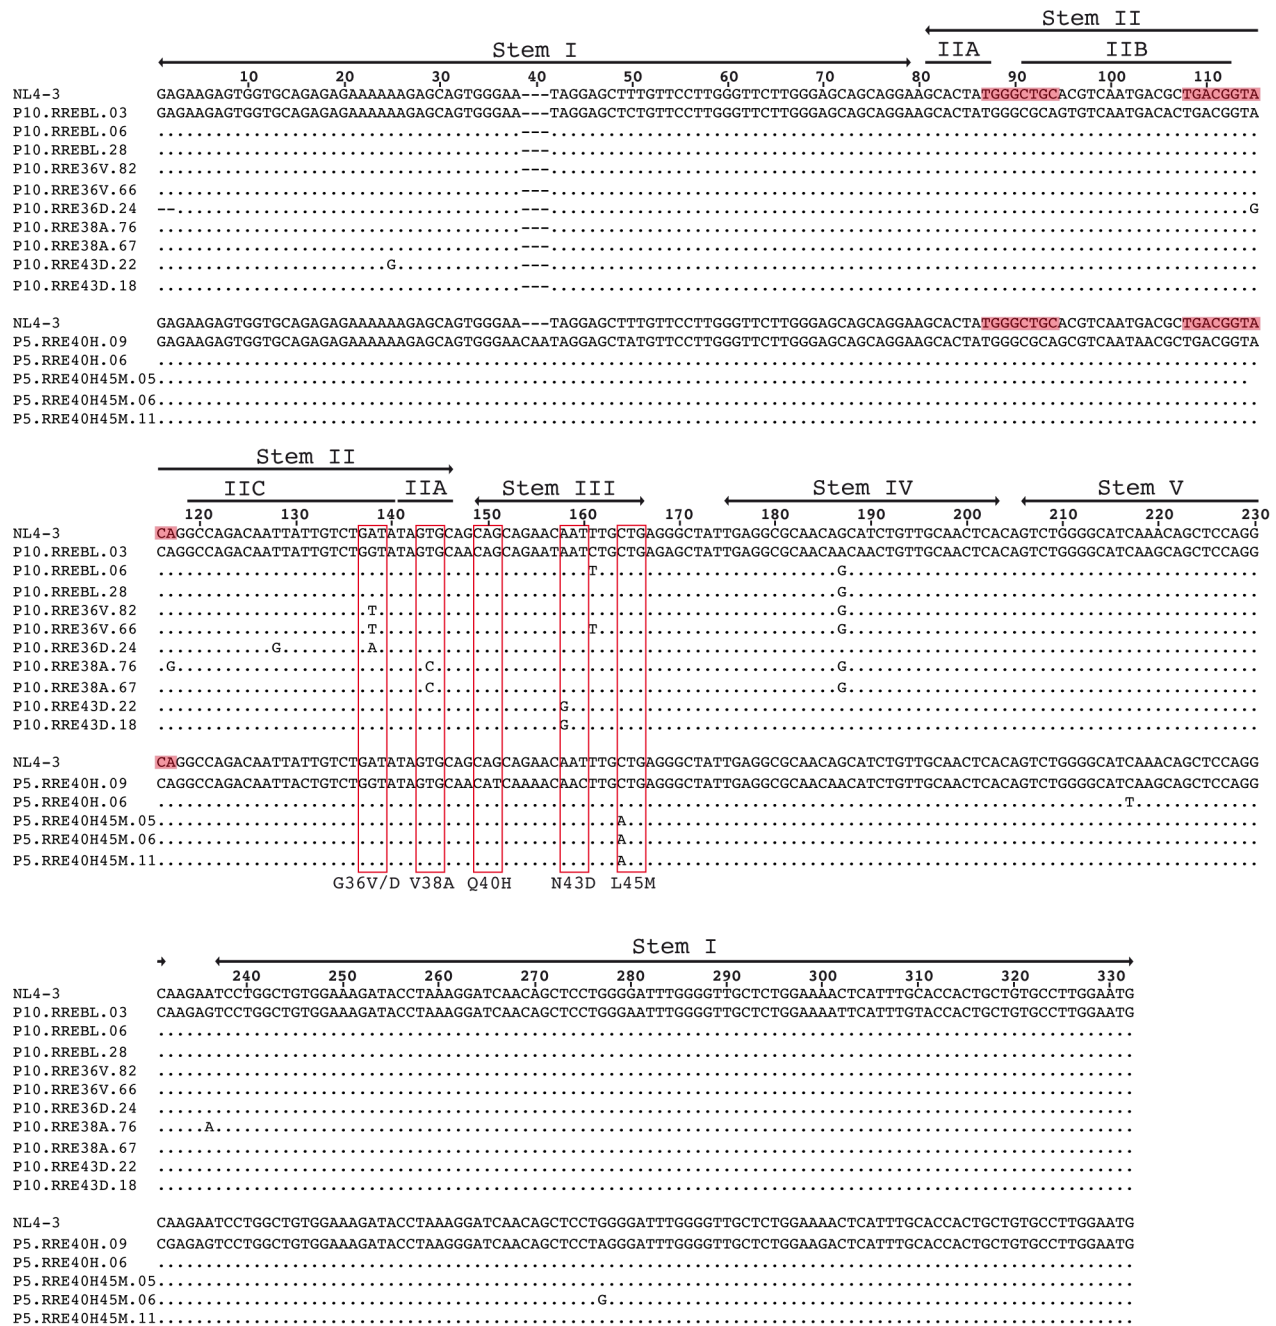 Stem II
Stem I IIA IIB
10 20 30 40 50 60 70 80 90 100 110
NL4-3 GAGAAGAGTGGTGCAGAGAGAAAAAAGAGCAGTGGGAA---TAGGAGCTTTGTTCCTTGGGTTCTTGGGAGCAGCAGGAAGCACTATGGGCTGCACGTCAATGACGCTGACGGTA
P10.RREBL.03 GAGAAGAGTGGTGCAGAGAGAAAAAAGAGCAGTGGGAA---TAGGAGCTCTGTTCCTTGGGTTCTTGGGAGCAGCAGGAAGCACTATGGGCGCAGTGTCAATGACACTGACGGTA
P10.RREBL.06 ......................................---..........................................................................
P10.RREBL.28 ......................................---..........................................................................
P10.RRE36V.82 ......................................---..........................................................................
P10.RRE36V.66 ......................................---..........................................................................
P10.RRE36D.24 --....................................---.........................................................................G
P10.RRE38A.76 ......................................---..........................................................................
P10.RRE38A.67 ......................................---..........................................................................
P10.RRE43D.22 ........................G.............---..........................................................................
P10.RRE43D.18 ......................................---..........................................................................
NL4-3 GAGAAGAGTGGTGCAGAGAGAAAAAAGAGCAGTGGGAA---TAGGAGCTTTGTTCCTTGGGTTCTTGGGAGCAGCAGGAAGCACTATGGGCTGCACGTCAATGACGCTGACGGTA
P5.RRE40H.09 GAGAAGAGTGGTGCAGAGAGAAAAAAGAGCAGTGGGAACAATAGGAGCTATGTTCCTTGGGTTCTTGGGAGCAGCAGGAAGCACTATGGGCGCAGCGTCAATAACGCTGACGGTA
P5.RRE40H.06 ...................................................................................................................
P5.RRE40H45M.05 ..................................................................................................................
P5.RRE40H45M.06 ...................................................................................................................
P5.RRE40H45M.11 ...................................................................................................................
Stem II
IIC IIA Stem III Stem IV Stem V
120 130 140 150 160 170 180 190 200 210 220 230
NL4-3 CAGGCCAGACAATTATTGTCTGATATAGTGCAGCAGCAGAACAATTTGCTGAGGGCTATTGAGGCGCAACAGCATCTGTTGCAACTCACAGTCTGGGGCATCAAACAGCTCCAGG
P10.RREBL.03 CAGGCCAGACAATTATTGTCTGGTATAGTGCAACAGCAGAATAATCTGCTGAGAGCTATTGAGGCGCAACAACAACTGTTGCAACTCACAGTCTGGGGCATCAAGCAGCTCCAGG
P10.RREBL.06 .............................................T.........................G...........................................
P10.RREBL.28 .......................................................................G...........................................
P10.RRE36V.82 ......................T................................................G...........................................
P10.RRE36V.66 ......................T......................T.........................G...........................................
P10.RRE36D.24 ............G.........A............................................................................................
P10.RRE38A.76 .G..........................C..........................................G...........................................
P10.RRE38A.67 ............................C..........................................G...........................................
P10.RRE43D.22 ..........................................G........................................................................
P10.RRE43D.18 ..........................................G........................................................................
NL4-3 CAGGCCAGACAATTATTGTCTGATATAGTGCAGCAGCAGAACAATTTGCTGAGGGCTATTGAGGCGCAACAGCATCTGTTGCAACTCACAGTCTGGGGCATCAAACAGCTCCAGG
P5.RRE40H.09 CAGGCCAGACAATTACTGTCTGGTATAGTGCAACATCAAAACAACTTGCTGAGGGCTATTGAGGCGCAACAACATCTGTTGCAACTCACAGTCTGGGGCATCAAGCAGCTCCAGG
P5.RRE40H.06 .....................................................................................................T.............
P5.RRE40H45M.05 ................................................A..................................................................
P5.RRE40H45M.06 ................................................A..................................................................
P5.RRE40H45M.11 ................................................A..................................................................
G36V/D V38A Q40H N43D L45M
Stem I
240 250 260 270 280 290 300 310 320 330
NL4-3 CAAGAATCCTGGCTGTGGAAAGATACCTAAAGGATCAACAGCTCCTGGGGATTTGGGGTTGCTCTGGAAAACTCATTTGCACCACTGCTGTGCCTTGGAATG
P10.RREBL.03 CAAGAGTCCTGGCTGTGGAAAGATACCTAAAGGATCAACAGCTCCTGGGAATTTGGGGTTGCTCTGGAAAATTCATTTGTACCACTGCTGTGCCTTGGAATG
P10.RREBL.06 ......................................................................................................
P10.RREBL.28 ......................................................................................................
P10.RRE36V.82 ......................................................................................................
P10.RRE36V.66 ......................................................................................................
P10.RRE36D.24 ......................................................................................................
P10.RRE38A.76 .....A................................................................................................
P10.RRE38A.67 ......................................................................................................
P10.RRE43D.22 ......................................................................................................
P10.RRE43D.18 ......................................................................................................
NL4-3 CAAGAATCCTGGCTGTGGAAAGATACCTAAAGGATCAACAGCTCCTGGGGATTTGGGGTTGCTCTGGAAAACTCATTTGCACCACTGCTGTGCCTTGGAATG
P5.RRE40H.09 CGAGAGTCCTGGCTGTGGAAAGATACCTAAGGGATCAACAGCTCCTAGGGATTTGGGGTTGCTCTGGAAGACTCATTTGCACCACTGCTGTGCCTTGGAATG
P5.RRE40H.06 ......................................................................................................
P5.RRE40H45M.05 ......................................................................................................
P5.RRE40H45M.06 ..............................................G.......................................................
P5.RRE40H45M.11 ......................................................................................................